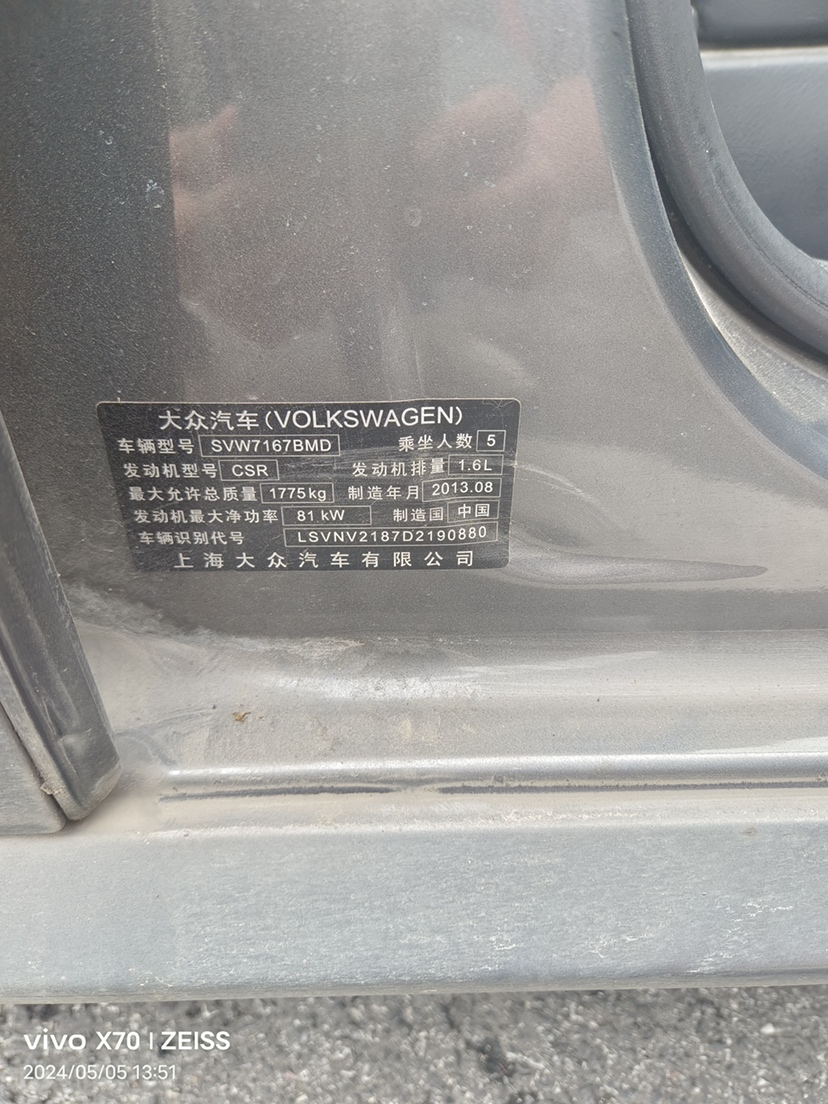 大众汽车(VOLKSWAGEN)
车辆型号 SVW7167BMD 乘坐人数 5
发动机型号 CSR 发动机排量 1.6L
最大允许总质量 1775kg 制造年月 2013.08
发动机最大净功率 81 kW 制造国 中国
车辆识别代号 LSVNV2187D2190880
上海大众汽车有限公司
vivo X70 | ZEISS
2024/05/05 13:51